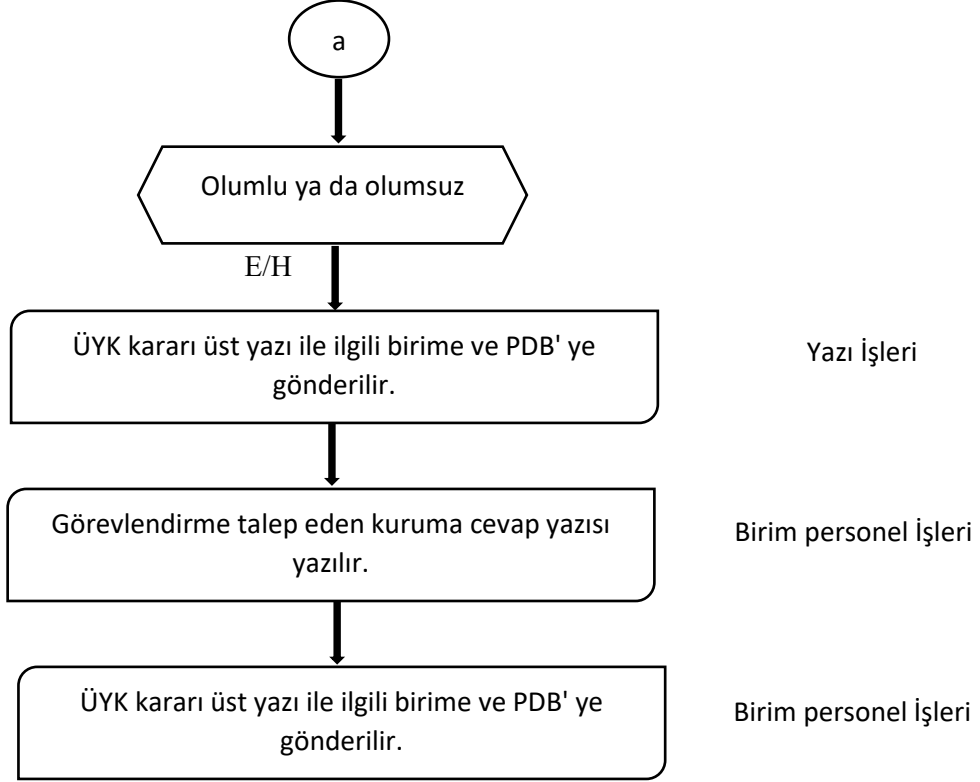 a
Olumlu ya da olumsuz
E/H
ÜYK kararı üst yazı ile ilgili birime ve PDB' ye
gönderilir.
Yazı İşleri
Görevlendirme talep eden kuruma cevap yazısı
yazılır.
Birim personel İşleri
ÜYK kararı üst yazı ile ilgili birime ve PDB' ye
gönderilir.
Birim personel İşleri